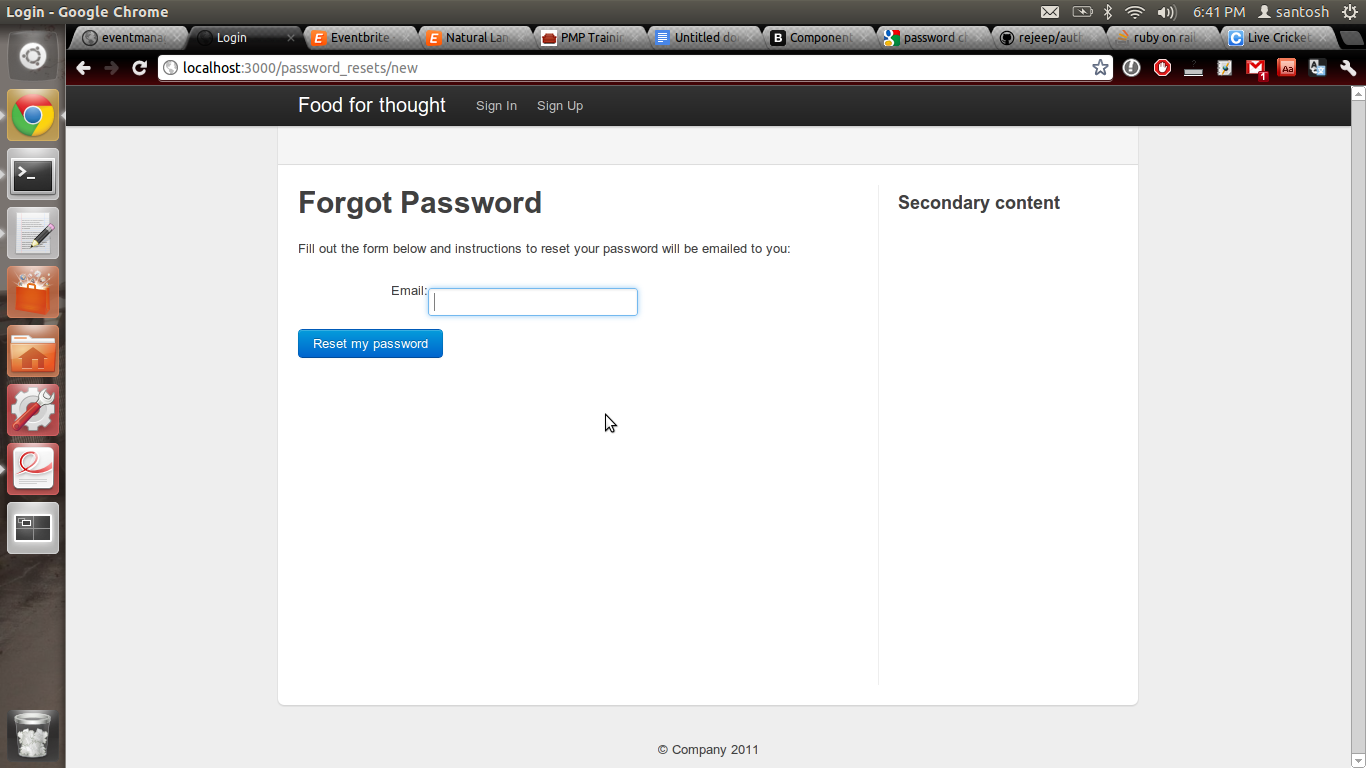 Login - Google Chrome
6:41 PM santosh
eventmana
Login
Eventbrite
Natural Lan
PMP Trainin
Untitled do
Component
password ch
rejeep/auth
ruby on rail
Live Cricket
localhost:3000/password_resets/new
1
Aa
Food for thought Sign In Sign Up
Forgot Password
Secondary content
Fill out the form below and instructions to reset your password will be emailed to you:
Email:
Reset my password
© Company 2011